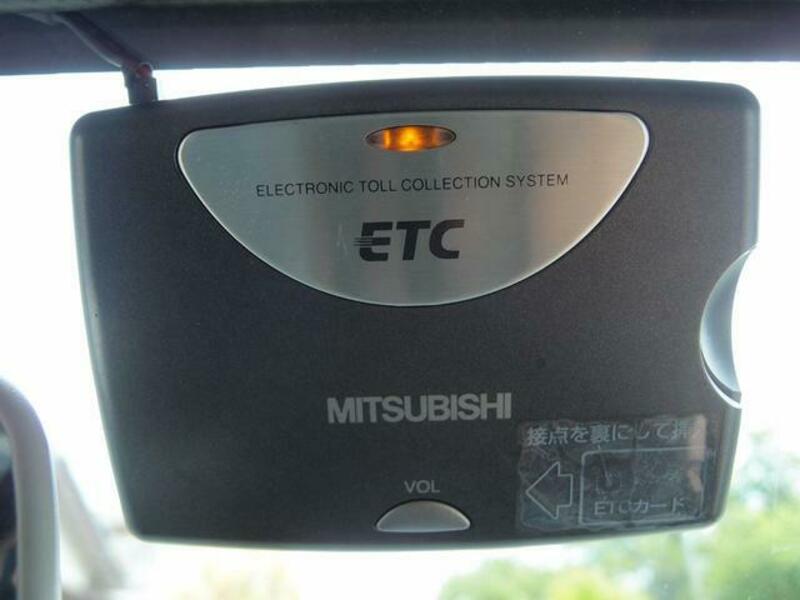 ELECTRONIC TOLL COLLECTION SYSTEM
ETC
MITSUBISHI
接点を裏にして挿入
ETCカード
VOL